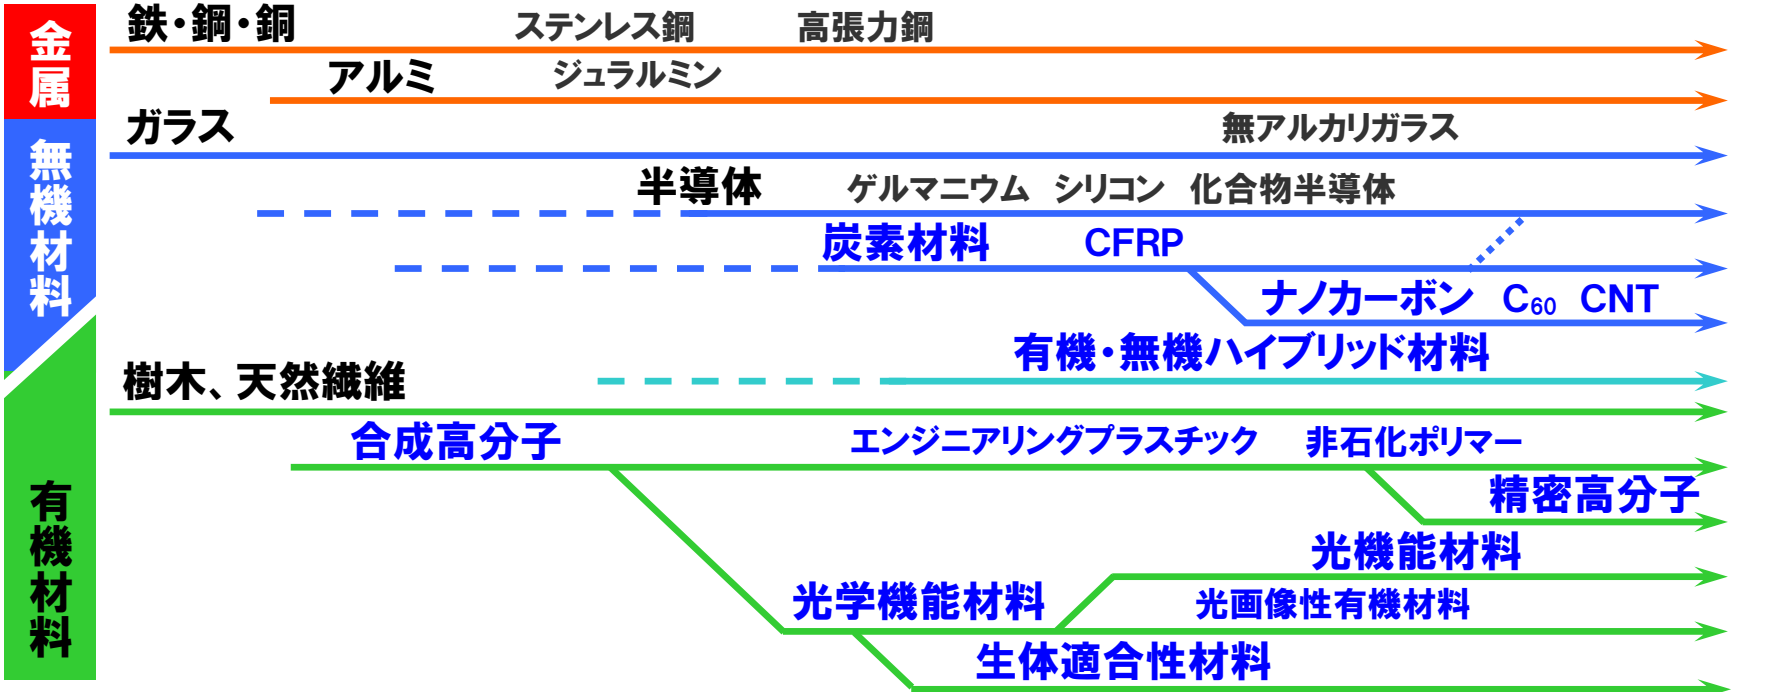 金属
鉄・鋼・銅 ステンレス鋼 高張力鋼
アルミ ジュラルミン
無機材料
ガラス 無アルカリガラス
半導体 ゲルマニウム シリコン 化合物半導体
炭素材料 CFRP
ナノカーボン C60 CNT
有機・無機ハイブリッド材料
有機材料
樹木、天然繊維
合成高分子 エンジニアリングプラスチック 非石化ポリマー
精密高分子
光機能材料
光学機能材料 光画像性有機材料
生体適合性材料